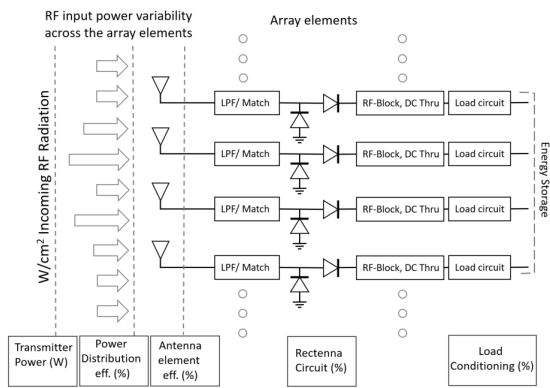 RF input power variability
across the array elements
Array elements
W/cm² Incoming RF Radiation
LPF/ Match
RF-Block, DC Thru
Load circuit
LPF/ Match
RF-Block, DC Thru
Load circuit
LPF/ Match
RF-Block, DC Thru
Load circuit
LPF/ Match
RF-Block, DC Thru
Load circuit
Energy Storage
Transmitter
Power (W)
Power
Distribution
eff. (%)
Antenna
element
eff. (%)
Rectenna
Circuit (%)
Load
Conditioning (%)